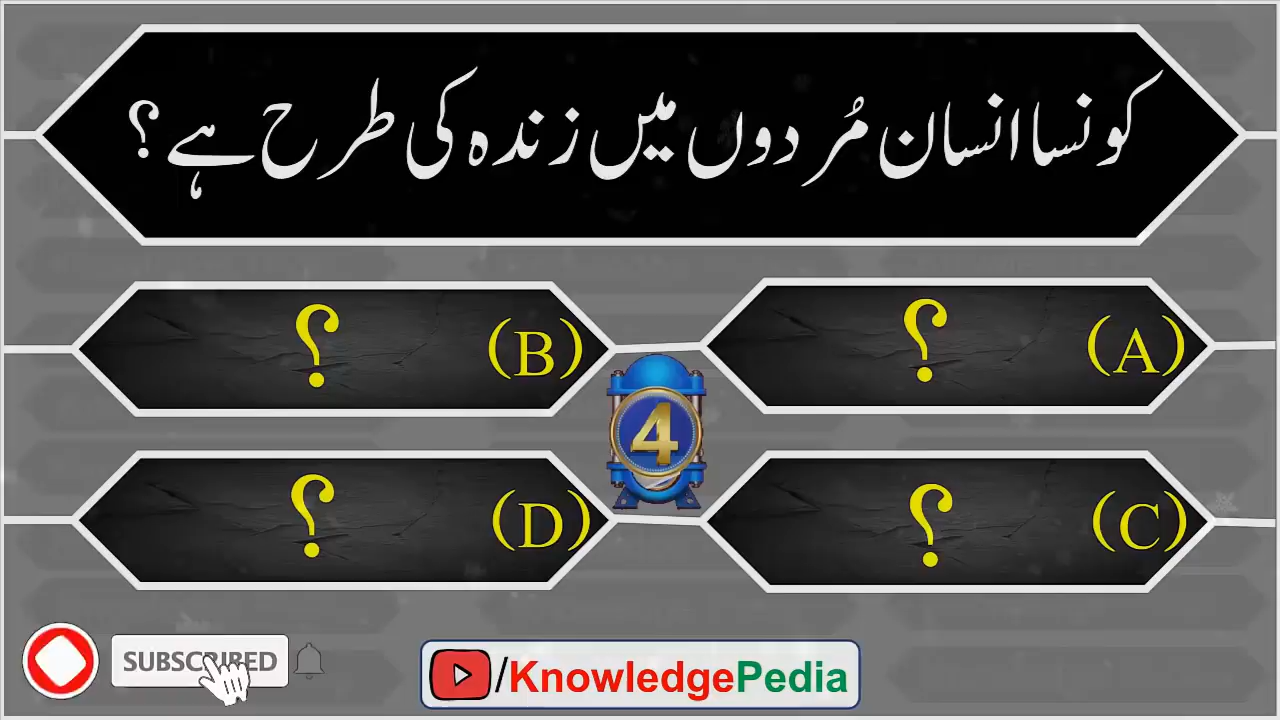 کونسا انسان مُردوں میں زندہ کی طرح ہے؟
(A) ؟
(B) ؟
(C) ؟
(D) ؟
4
SUBSCRIBED
/KnowledgePedia